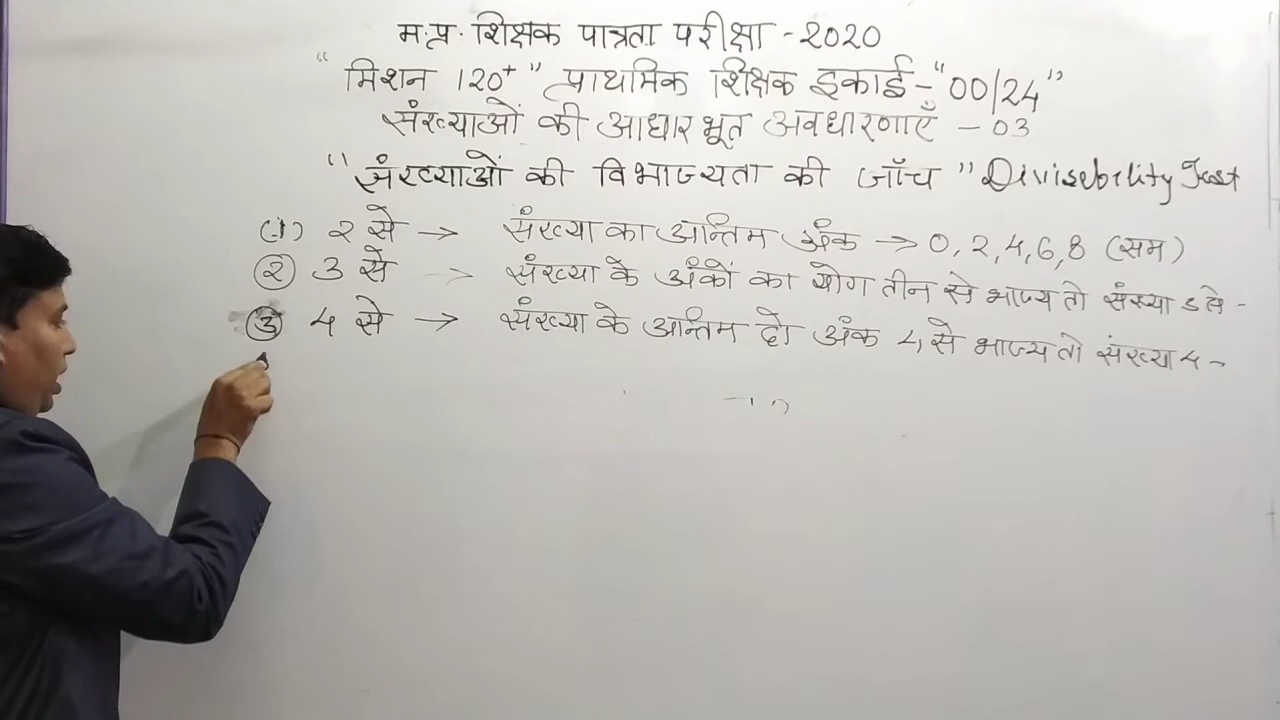 म.प्र. शिक्षक पात्रता परीक्षा - 2020
"मिशन 120+" प्राथमिक शिक्षक इकाई - "00/24"
संख्याओं की आधारभूत अवधारणाएँ - 03
"संख्याओं की विभाज्यता की जाँच" Divisebility Test
(1) 2 से → संख्या का अन्तिम अंक → 0, 2, 4, 6, 8 (सम)
(2) 3 से → संख्या के अंकों का योग तीन से भाज्य तो संख्या 3 से -
(3) 4 से → संख्या के अन्तिम दो अंक 4 से भाज्य तो संख्या 4 -